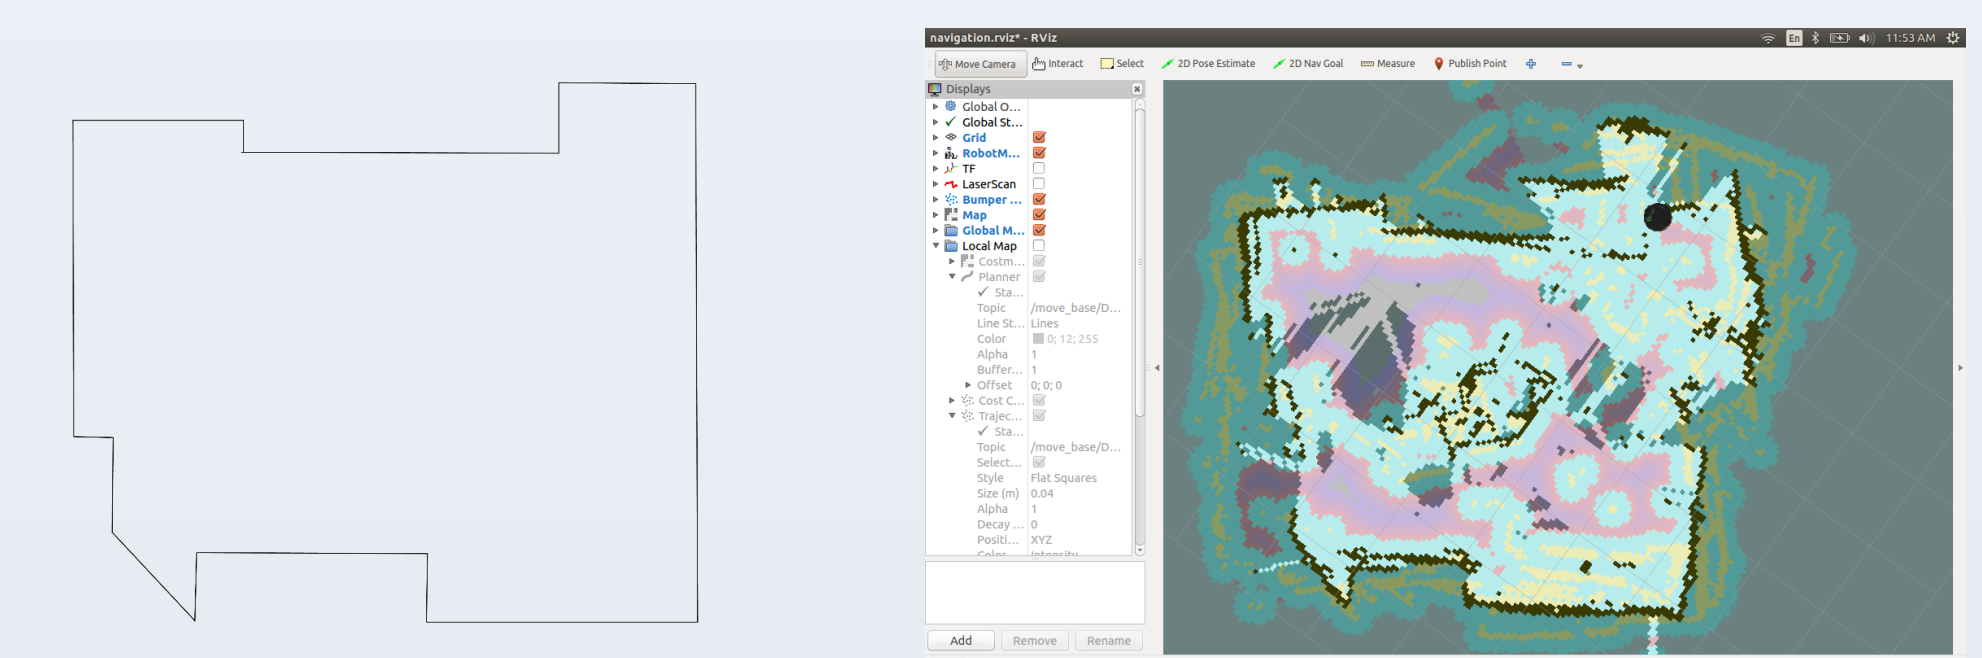 navigation.rviz* - RViz
En
11:53 AM
Move Camera
Interact
Select
2D Pose Estimate
2D Nav Goal
Measure
Publish Point
Displays
Global O...
Global St...
Grid
RobotM...
TF
LaserScan
Bumper ...
Map
Global M...
Local Map
Costm...
Planner
Sta...
Topic /move_base/D...
Line St... Lines
Color 0; 12; 255
Alpha 1
Buffer... 1
Offset 0; 0; 0
Cost C...
Trajec...
Sta...
Topic /move_base/D...
Select...
Style Flat Squares
Size (m) 0.04
Alpha 1
Decay ... 0
Positi... XYZ
Color Intensity
Add
Remove
Rename